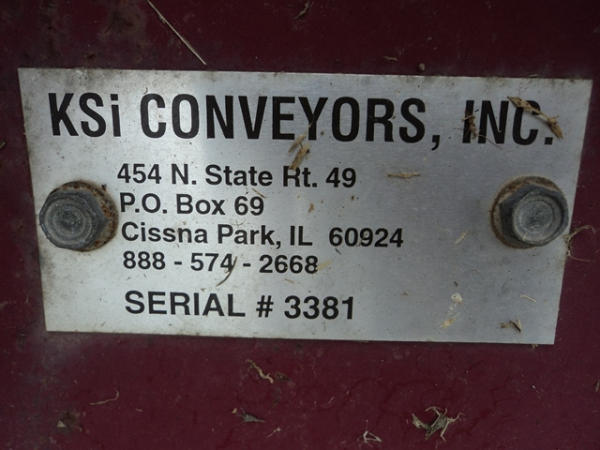 KSi CONVEYORS, INC.
454 N. State Rt. 49
P.O. Box 69
Cissna Park, IL 60924
888 - 574 - 2668
SERIAL # 3381